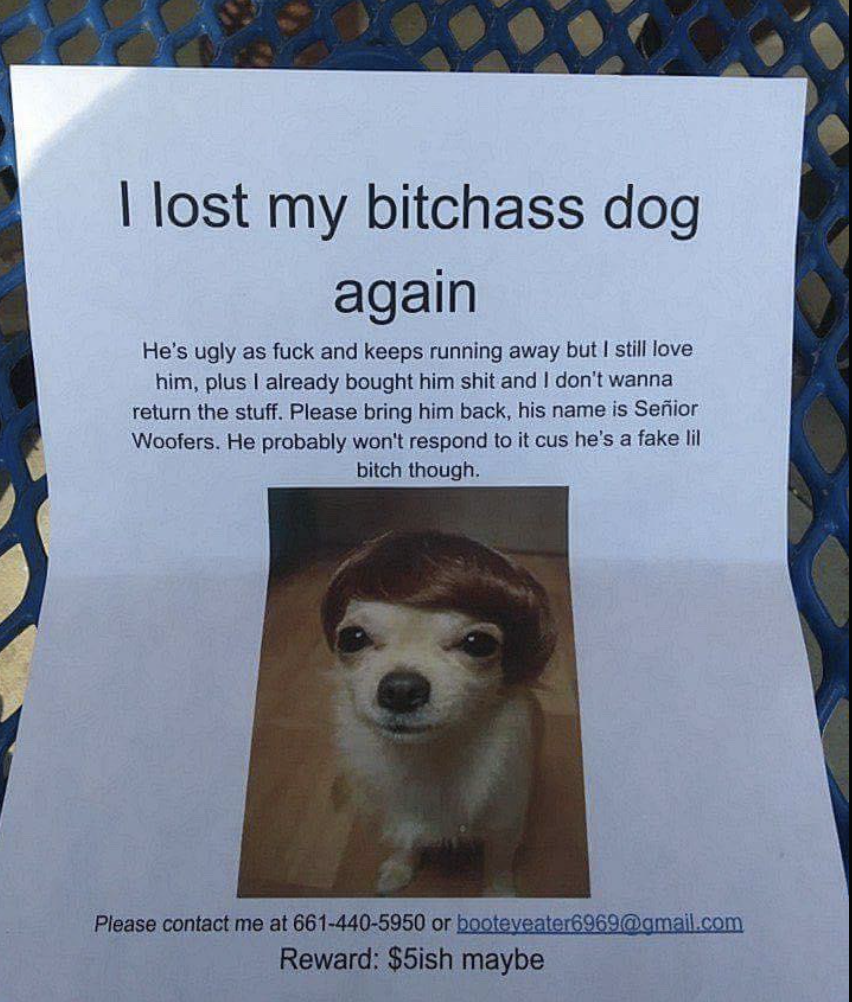 I lost my bitchass dog
again
He's ugly as fuck and keeps running away but I still love
him, plus I already bought him shit and I don't wanna
return the stuff. Please bring him back, his name is Señior
Woofers. He probably won't respond to it cus he's a fake lil
bitch though.
Please contact me at 661-440-5950 or booteyeater6969@gmail.com
Reward: $5ish maybe